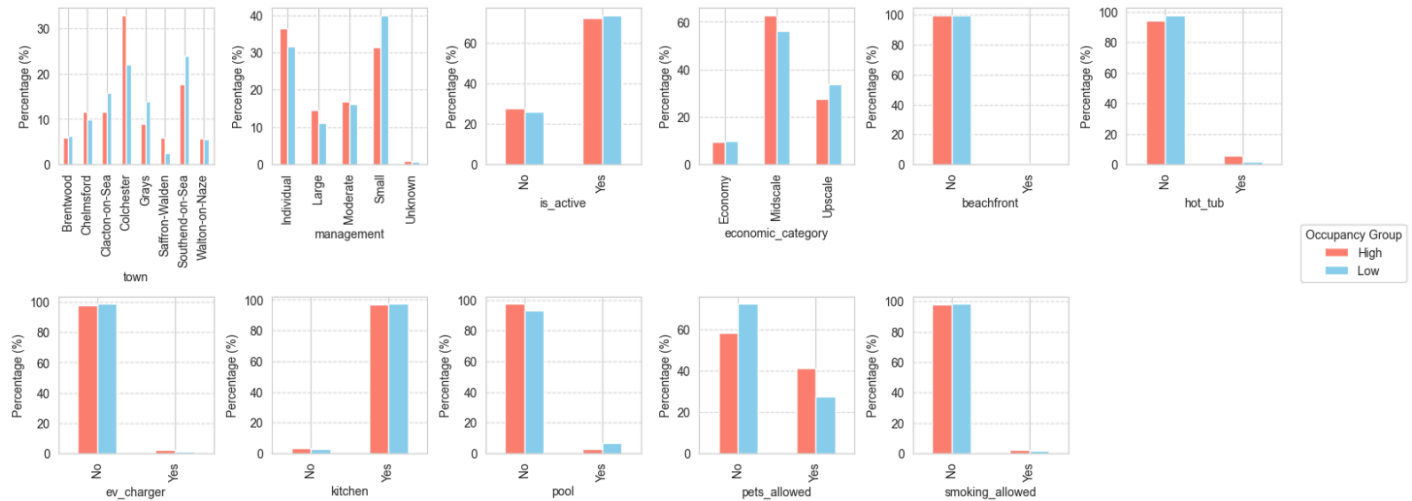 Percentage (%)
30
20
10
0
Brentwood
Chelmsford
Clacton-on-Sea
Colchester
Grays
Saffron-Walden
Southend-on-Sea
Walton-on-Naze
town
Percentage (%)
40
30
20
10
0
Individual
Large
Moderate
Small
Unknown
management
Percentage (%)
60
40
20
0
No
Yes
is_active
Percentage (%)
60
40
20
0
Economy
Midscale
Upscale
economic_category
Percentage (%)
100
80
60
40
20
0
No
Yes
beachfront
Percentage (%)
100
80
60
40
20
0
No
Yes
hot_tub
Occupancy Group
High
Low
Percentage (%)
100
80
60
40
20
0
No
Yes
ev_charger
Percentage (%)
100
80
60
40
20
0
No
Yes
kitchen
Percentage (%)
100
80
60
40
20
0
No
Yes
pool
Percentage (%)
60
40
20
0
No
Yes
pets_allowed
Percentage (%)
100
80
60
40
20
0
No
Yes
smoking_allowed